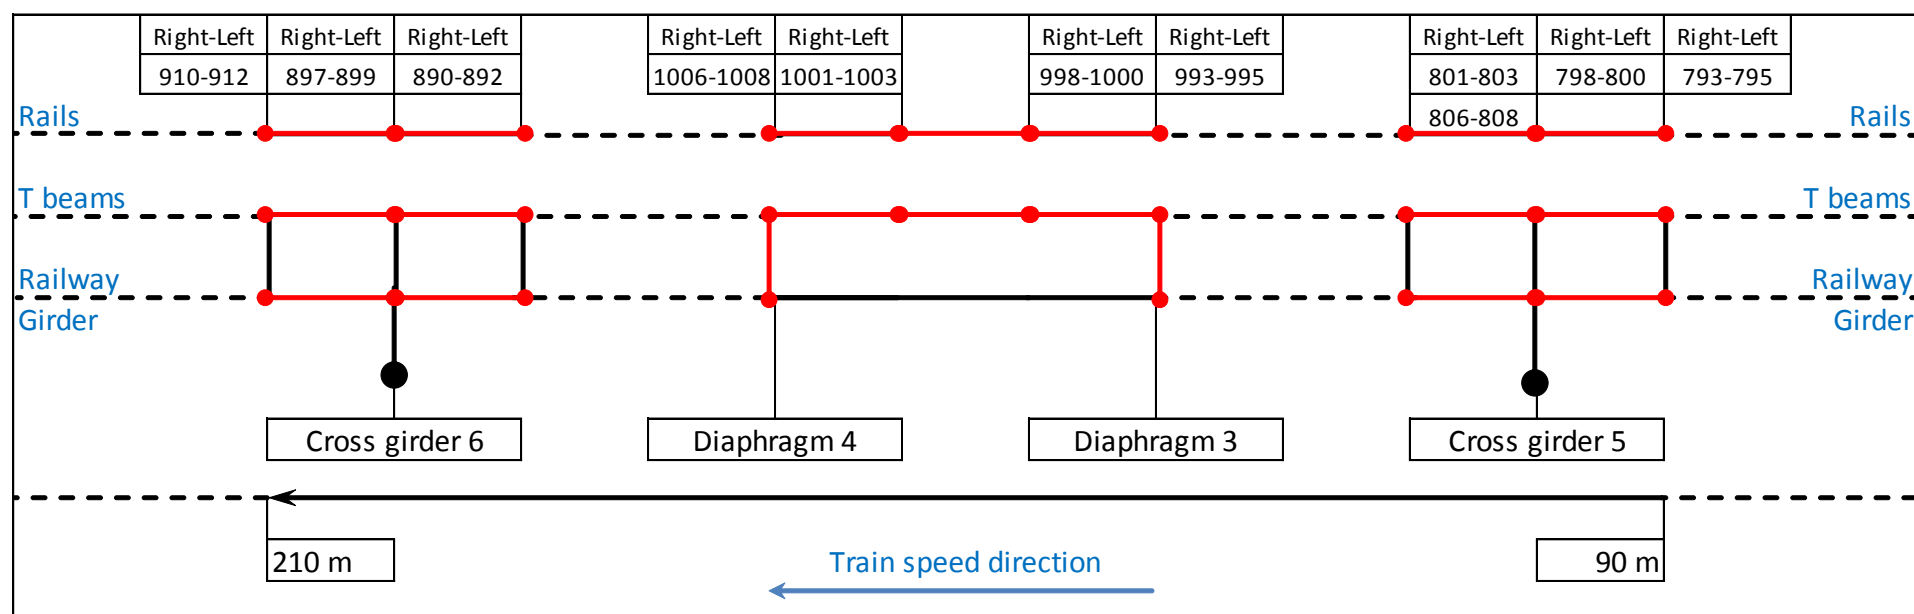 Right-Left Right-Left Right-Left Right-Left Right-Left Right-Left Right-Left Right-Left Right-Left Right-Left
910-912 897-899 890-892 1006-1008 1001-1003 998-1000 993-995 801-803 798-800 793-795
Rails 806-808 Rails
T beams T beams
Railway Railway
Girder Girder
Cross girder 6 Diaphragm 4 Diaphragm 3 Cross girder 5
210 m Train speed direction 90 m